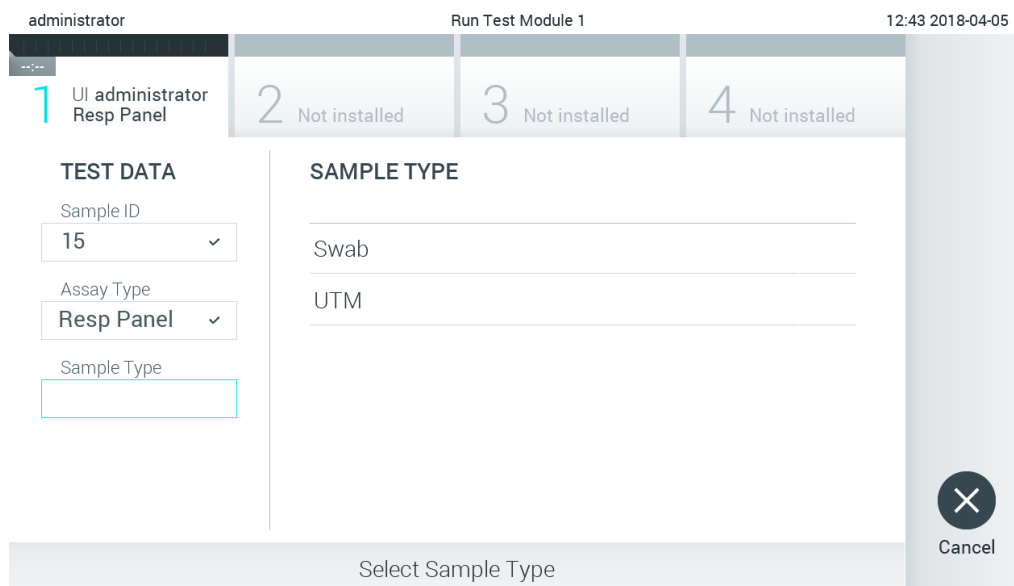 administrator
Run Test Module 1
12:43 2018-04-05
--:--
1 UI administrator
Resp Panel
2 Not installed
3 Not installed
4 Not installed
TEST DATA
Sample ID
15
Assay Type
Resp Panel
Sample Type
SAMPLE TYPE
Swab
UTM
Cancel
Select Sample Type